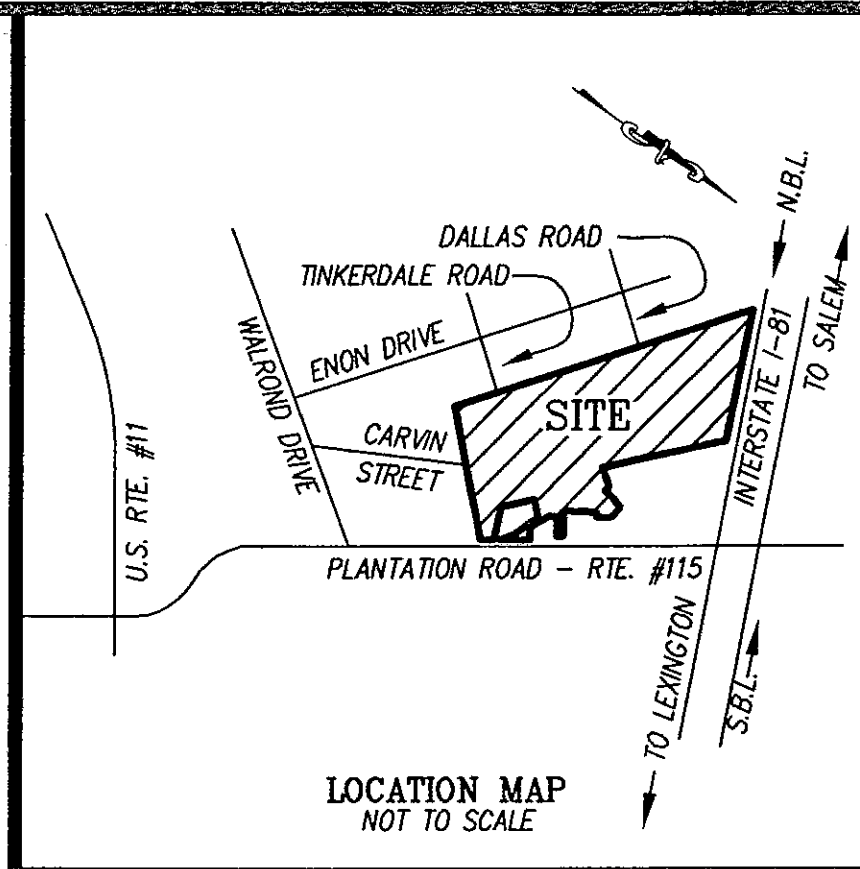 N.B.L.
DALLAS ROAD
TINKERDALE ROAD
WALROND DRIVE
ENON DRIVE
INTERSTATE I-81
TO SALEM
SITE
CARVIN
STREET
U.S. RTE. #11
PLANTATION ROAD - RTE. #115
TO LEXINGTON
S.B.L.
LOCATION MAP
NOT TO SCALE